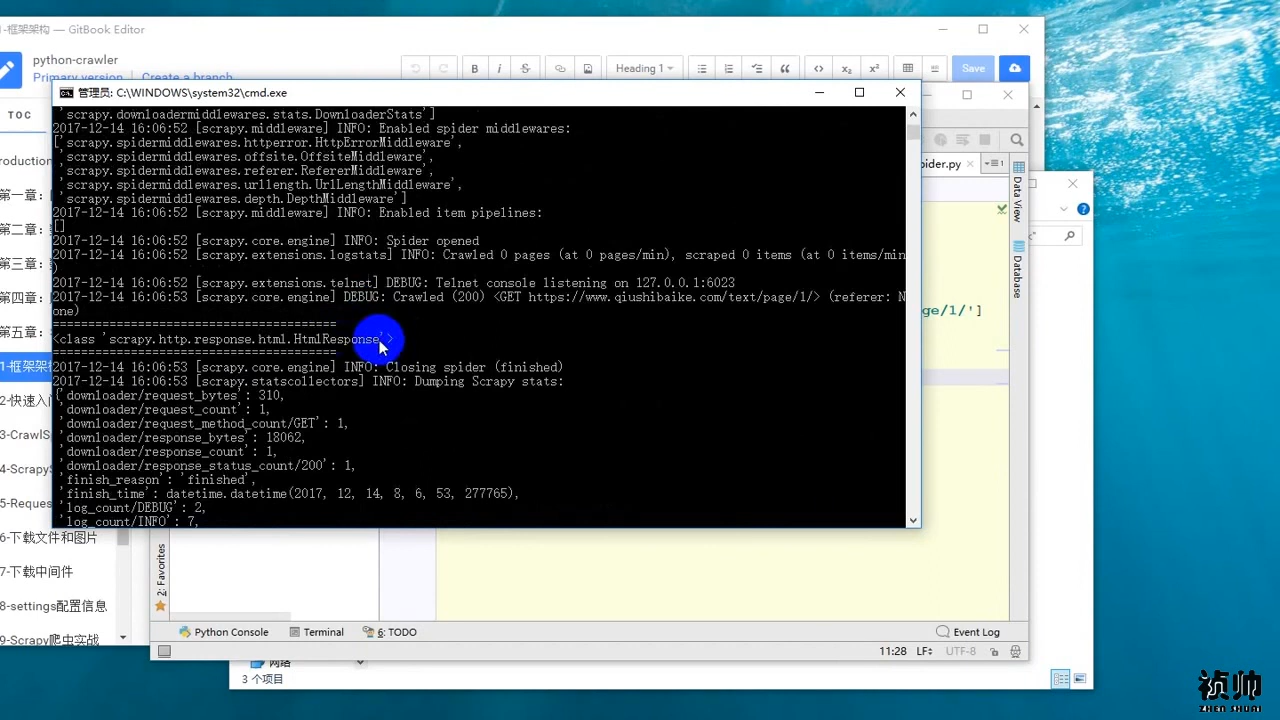 1-框架架构 — GitBook Editor
python-crawler
Primary version
Create a branch
B
i
Heading 1
Save
TOC
管理员: C:\WINDOWS\system32\cmd.exe
'scrapy.downloadermiddlewares.stats.DownloaderStats']
2017-12-14 16:06:52 [scrapy.middleware] INFO: Enabled spider middlewares:
['scrapy.spidermiddlewares.httperror.HttpErrorMiddleware',
'scrapy.spidermiddlewares.offsite.OffsiteMiddleware',
'scrapy.spidermiddlewares.referer.RefererMiddleware',
'scrapy.spidermiddlewares.urllength.UrlLengthMiddleware',
'scrapy.spidermiddlewares.depth.DepthMiddleware']
2017-12-14 16:06:52 [scrapy.middleware] INFO: Enabled item pipelines:
[]
2017-12-14 16:06:52 [scrapy.core.engine] INFO: Spider opened
2017-12-14 16:06:52 [scrapy.extensions.logstats] INFO: Crawled 0 pages (at 0 pages/min), scraped 0 items (at 0 items/min
)
2017-12-14 16:06:52 [scrapy.extensions.telnet] DEBUG: Telnet console listening on 127.0.0.1:6023
2017-12-14 16:06:53 [scrapy.core.engine] DEBUG: Crawled (200) <GET https://www.qiushibaike.com/text/page/1/> (referer: N
one)
========================================
<class 'scrapy.http.response.html.HtmlResponse'>
========================================
2017-12-14 16:06:53 [scrapy.core.engine] INFO: Closing spider (finished)
2017-12-14 16:06:53 [scrapy.statscollectors] INFO: Dumping Scrapy stats:
{'downloader/request_bytes': 310,
'downloader/request_count': 1,
'downloader/request_method_count/GET': 1,
'downloader/response_bytes': 18062,
'downloader/response_count': 1,
'downloader/response_status_count/200': 1,
'finish_reason': 'finished',
'finish_time': datetime.datetime(2017, 12, 14, 8, 6, 53, 277765),
'log_count/DEBUG': 2,
'log_count/INFO': 7,
roduction
第一章:
第二章:
第三章:
第四章:
第五章:
1-框架架构
2-快速入门
3-CrawlS
4-ScrapyS
5-Reques
6-下载文件和图片
7-下载中间件
8-settings配置信息
9-Scrapy爬虫实战
pider.py
Data View
Database
ge/1/']
2: Favorites
Python Console
Terminal
6: TODO
Event Log
11:28
LF
UTF-8
网络
3 个项目
祯帅
ZHEN SHUAI